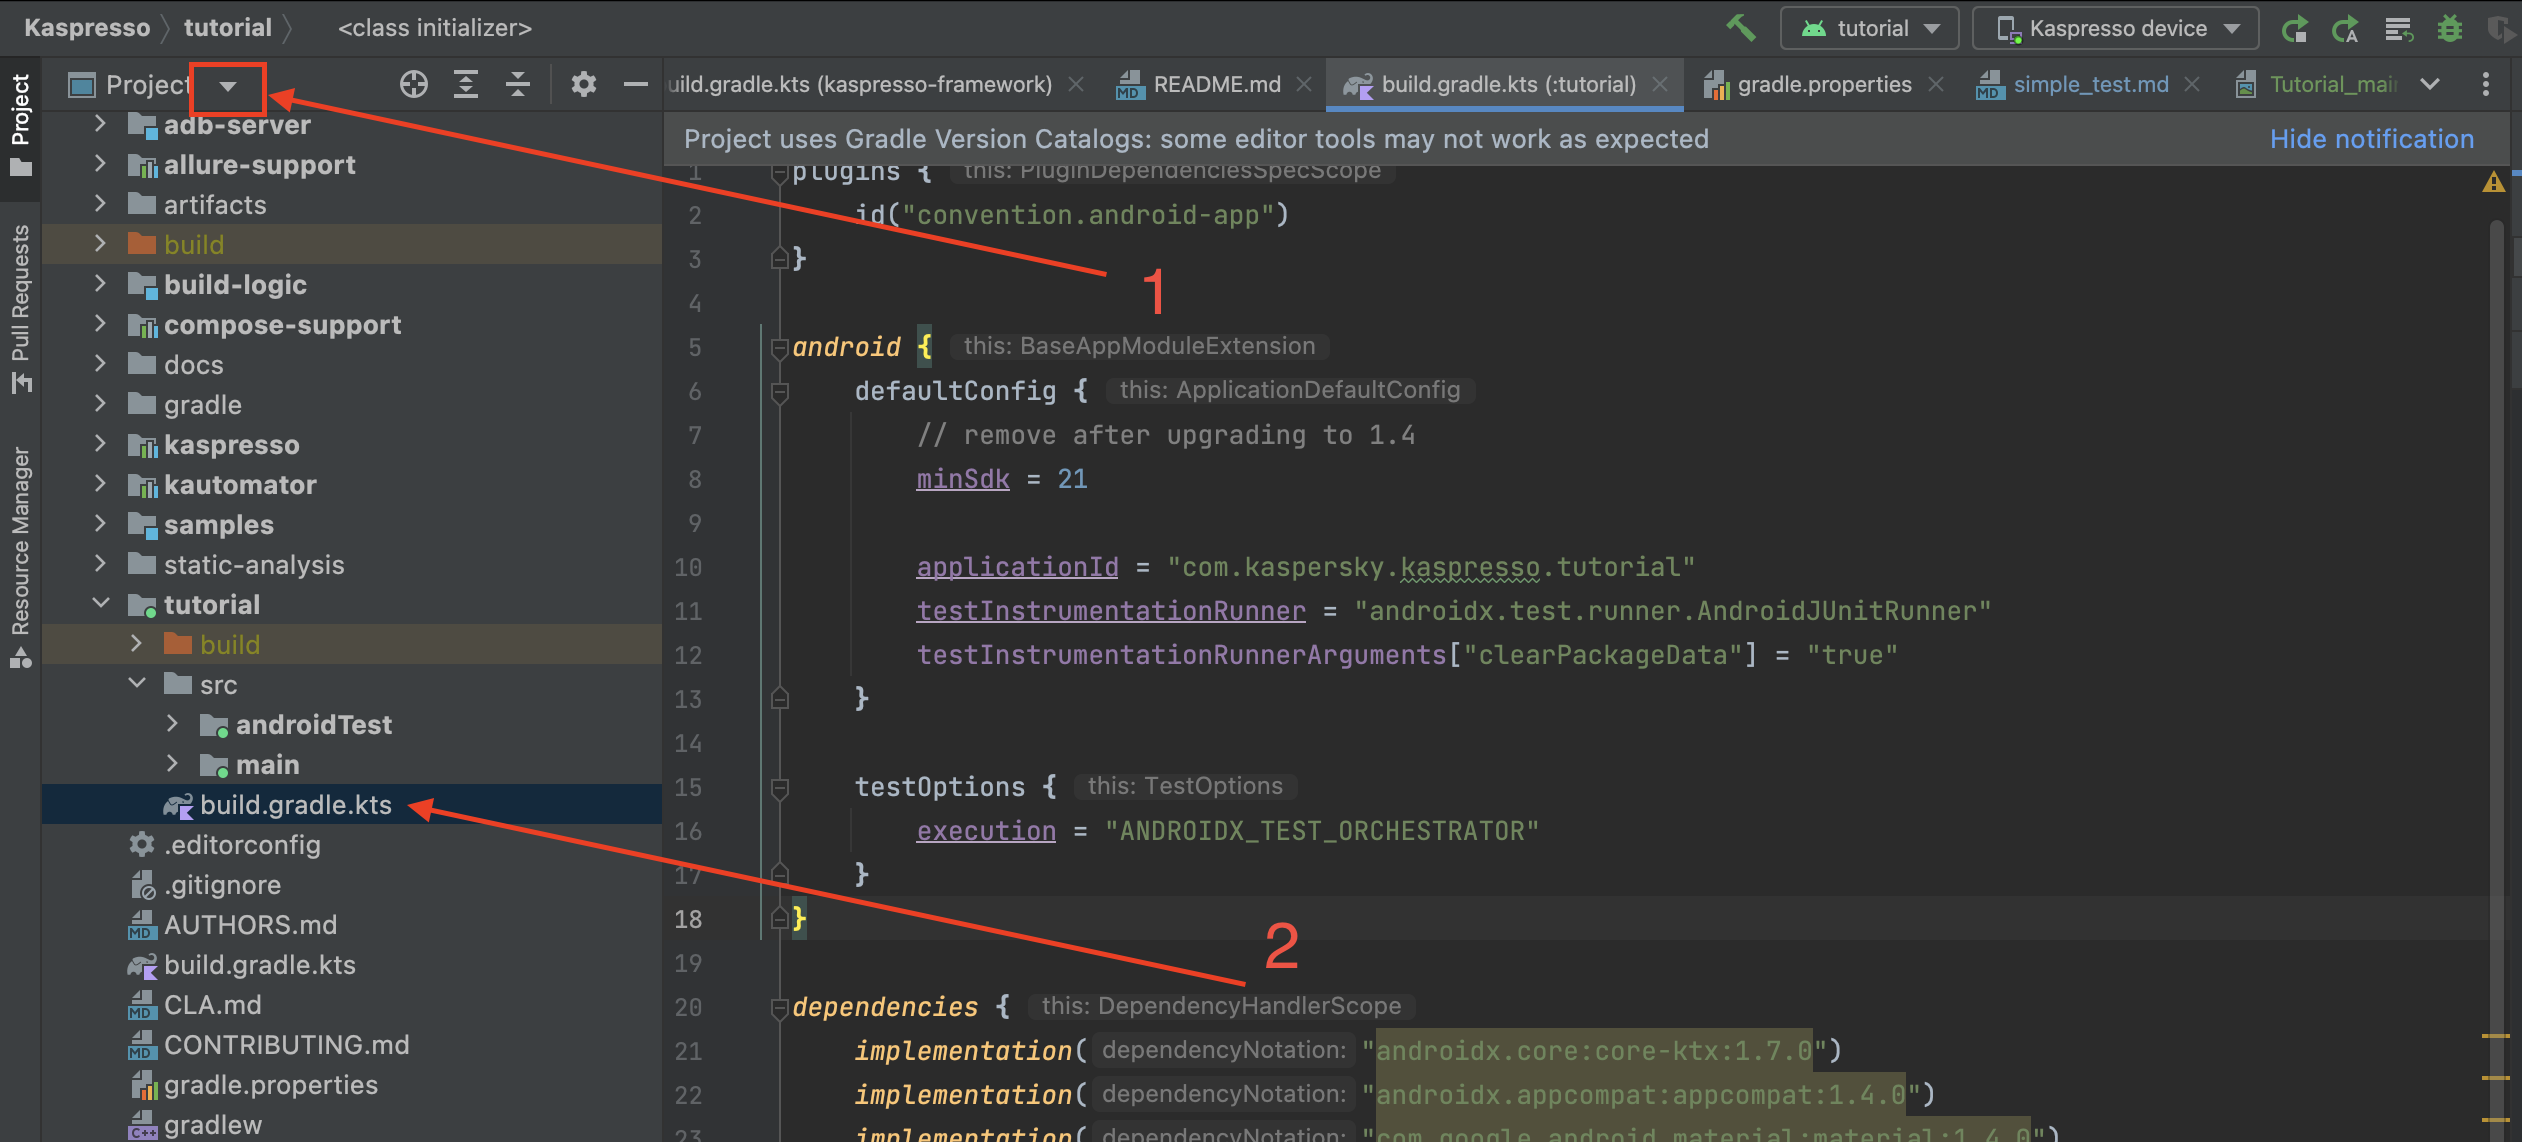 Kaspresso tutorial <class initializer> tutorial Kaspresso device
Project build.gradle.kts (kaspresso-framework) README.md build.gradle.kts (:tutorial) gradle.properties simple_test.md Tutorial_main
Project
Pull Requests
Resource Manager
adb-server
allure-support
artifacts
build
build-logic
compose-support
docs
gradle
kaspresso
kautomator
samples
static-analysis
tutorial
build
src
androidTest
main
build.gradle.kts
.editorconfig
.gitignore
AUTHORS.md
build.gradle.kts
CLA.md
CONTRIBUTING.md
gradle.properties
gradlew
Project uses Gradle Version Catalogs: some editor tools may not work as expected Hide notification
1 plugins { this: PluginDependenciesSpecScope
2 id("convention.android-app")
3 }
1
4
5 android { this: BaseAppModuleExtension
6 defaultConfig { this: ApplicationDefaultConfig
7 // remove after upgrading to 1.4
8 minSdk = 21
9
10 applicationId = "com.kaspersky.kaspresso.tutorial"
11 testInstrumentationRunner = "androidx.test.runner.AndroidJUnitRunner"
12 testInstrumentationRunnerArguments["clearPackageData"] = "true"
13 }
14
15 testOptions { this: TestOptions
16 execution = "ANDROIDX_TEST_ORCHESTRATOR"
17 }
18 }
2
19
20 dependencies { this: DependencyHandlerScope
21 implementation( dependencyNotation: "androidx.core:core-ktx:1.7.0")
22 implementation( dependencyNotation: "androidx.appcompat:appcompat:1.4.0")
23 implementation( dependencyNotation: "com.google.android.material:material:1.4.0")